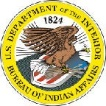 U.S. DEPARTMENT OF THE INTERIOR
1824
BUREAU OF INDIAN AFFAIRS